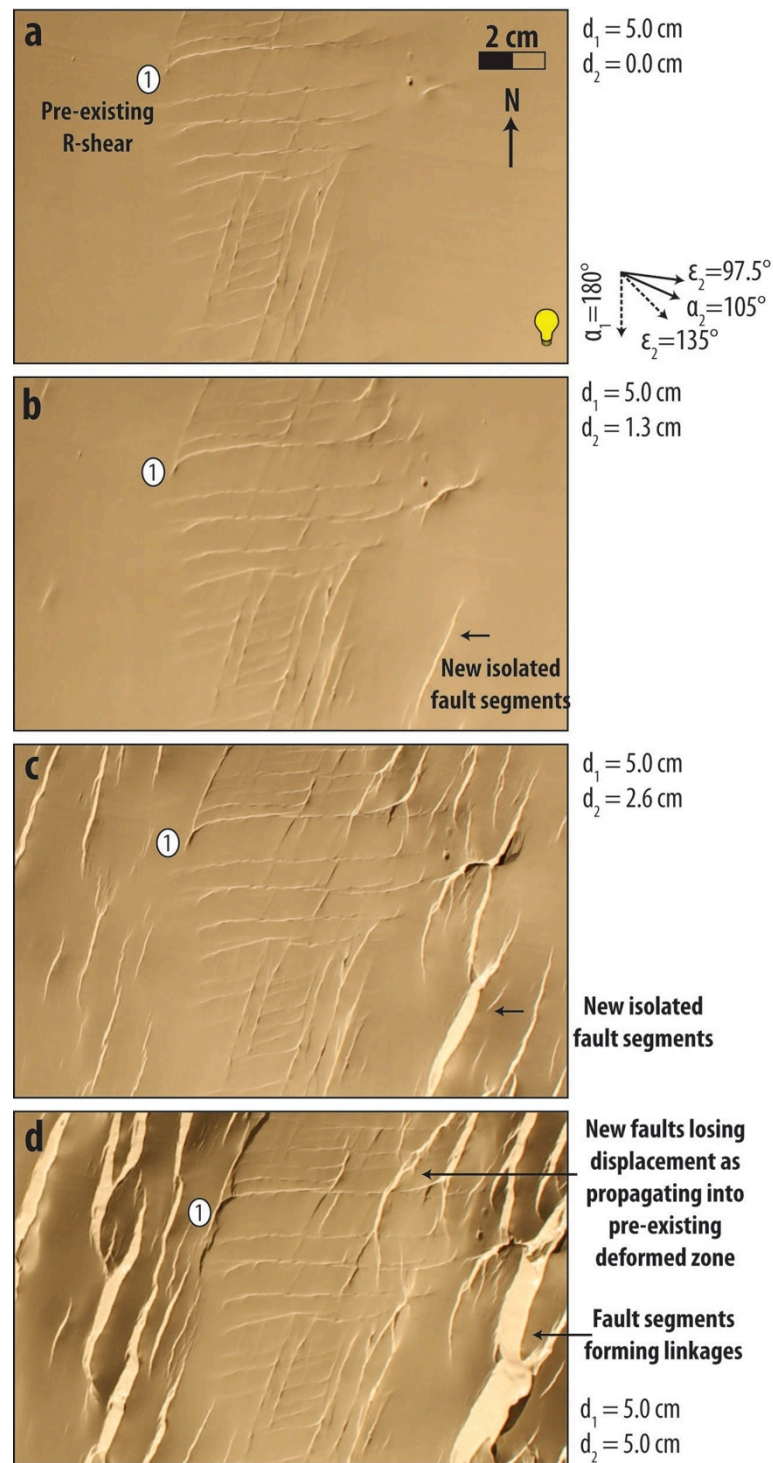 a
2 cm
N
1
Pre-existing
R-shear
d₁ = 5.0 cm
d₂ = 0.0 cm
α₁=180°
ε₂=97.5°
α₂=105°
ε₂=135°
b
1
New isolated
fault segments
d₁ = 5.0 cm
d₂ = 1.3 cm
c
1
d₁ = 5.0 cm
d₂ = 2.6 cm
New isolated
fault segments
d
1
New faults losing
displacement as
propagating into
pre-existing
deformed zone
Fault segments
forming linkages
d₁ = 5.0 cm
d₂ = 5.0 cm